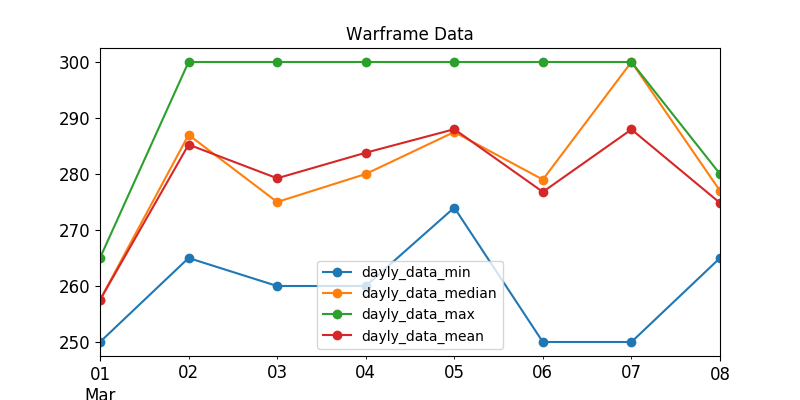 Warframe Data
300
290
280
270
260
250
dayly_data_min
dayly_data_median
dayly_data_max
dayly_data_mean
01 02 03 04 05 06 07 08
Mar